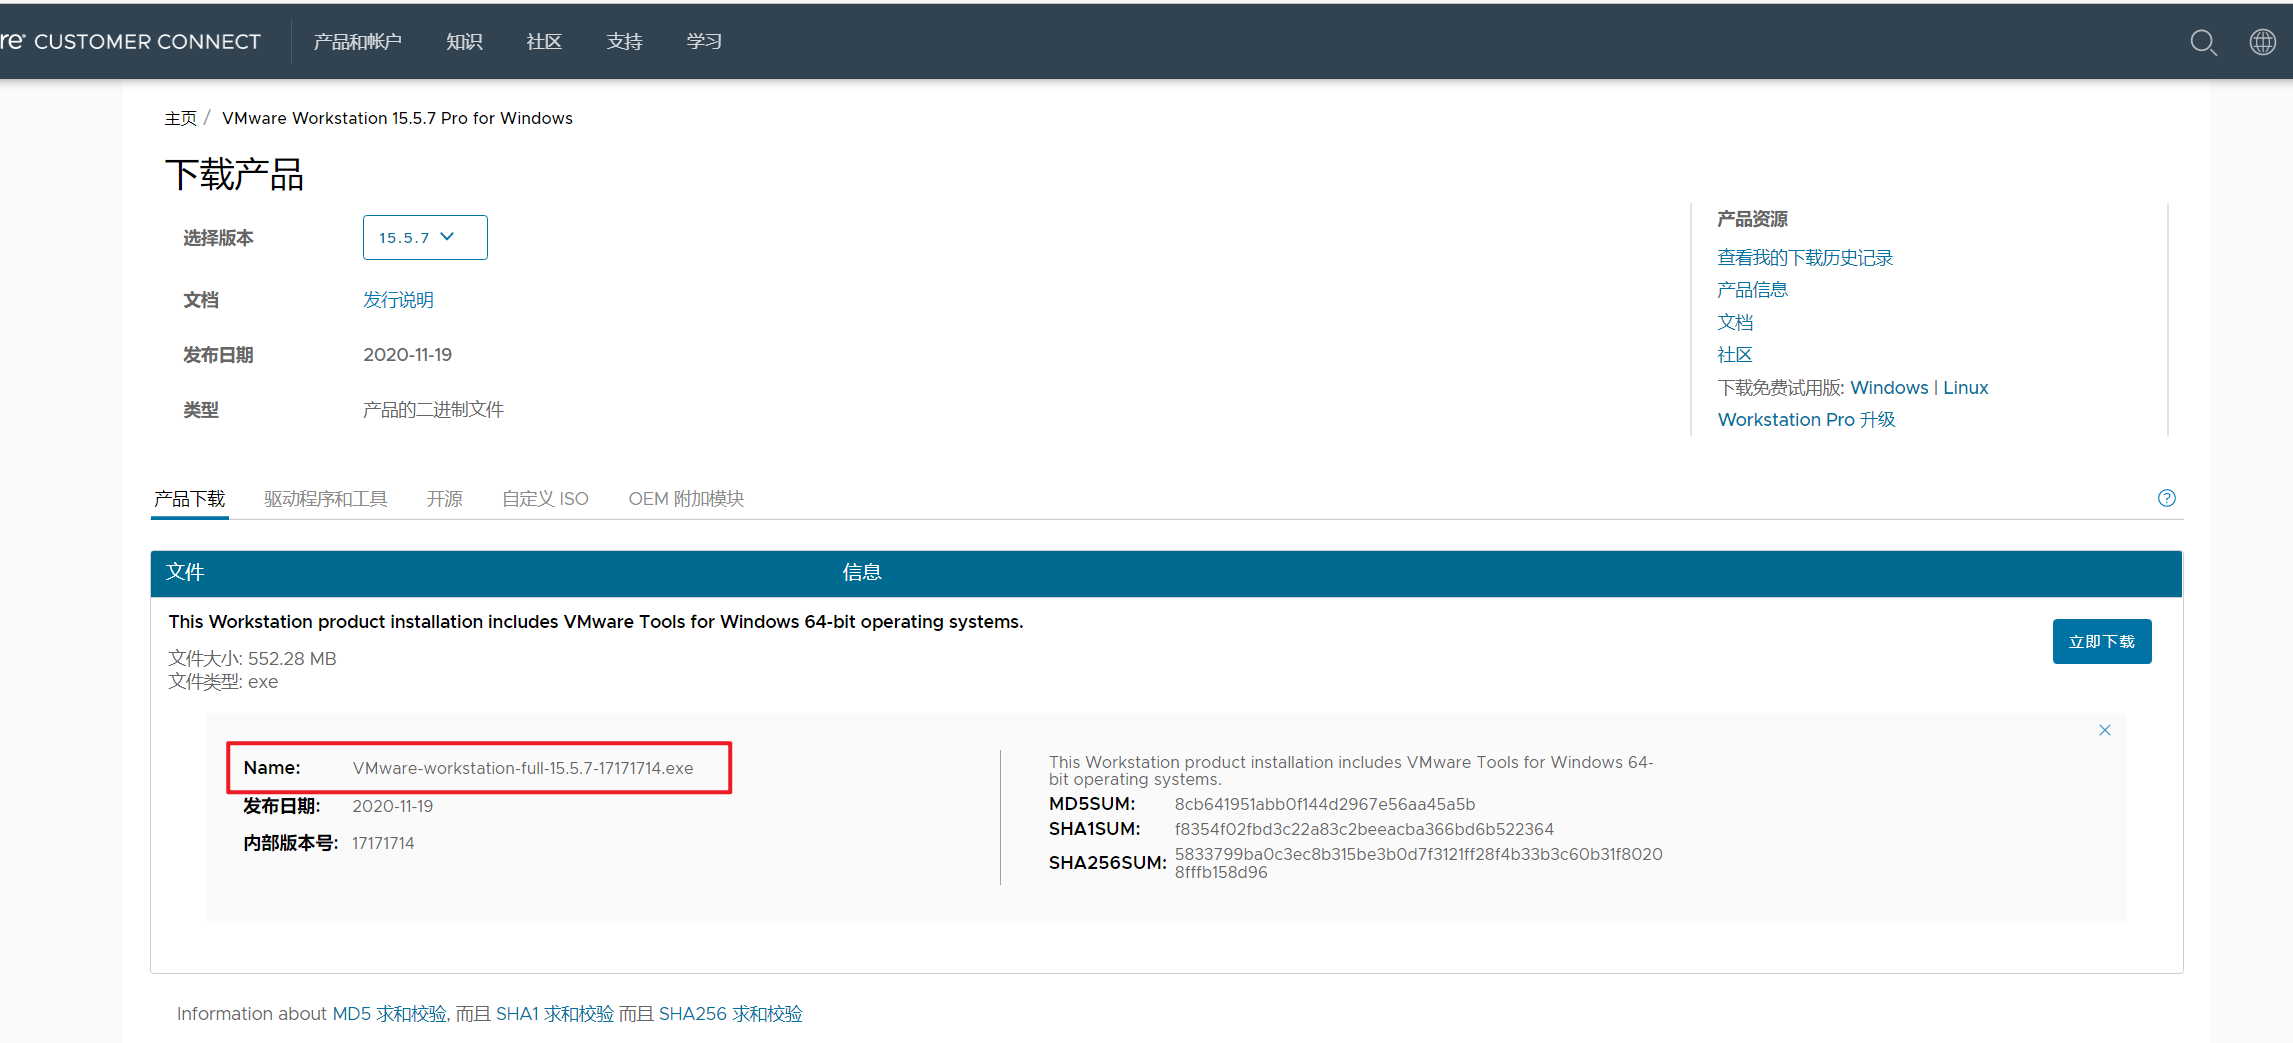 re® CUSTOMER CONNECT 产品和帐户 知识 社区 支持 学习
主页 / VMware Workstation 15.5.7 Pro for Windows
下载产品
选择版本 15.5.7
文档 发行说明
发布日期 2020-11-19
类型 产品的二进制文件
产品资源
查看我的下载历史记录
产品信息
文档
社区
下载免费试用版: Windows | Linux
Workstation Pro 升级
产品下载 驱动程序和工具 开源 自定义 ISO OEM 附加模块
文件 信息
This Workstation product installation includes VMware Tools for Windows 64-bit operating systems.
文件大小: 552.28 MB
文件类型: exe
立即下载
Name: VMware-workstation-full-15.5.7-17171714.exe
发布日期: 2020-11-19
内部版本号: 17171714
This Workstation product installation includes VMware Tools for Windows 64-
bit operating systems.
MD5SUM: 8cb641951abb0f144d2967e56aa45a5b
SHA1SUM: f8354f02fbd3c22a83c2beeacba366bd6b522364
SHA256SUM: 5833799ba0c3ec8b315be3b0d7f3121ff28f4b33b3c60b31f8020
8fffb158d96
Information about MD5 求和校验, 而且 SHA1 求和校验 而且 SHA256 求和校验